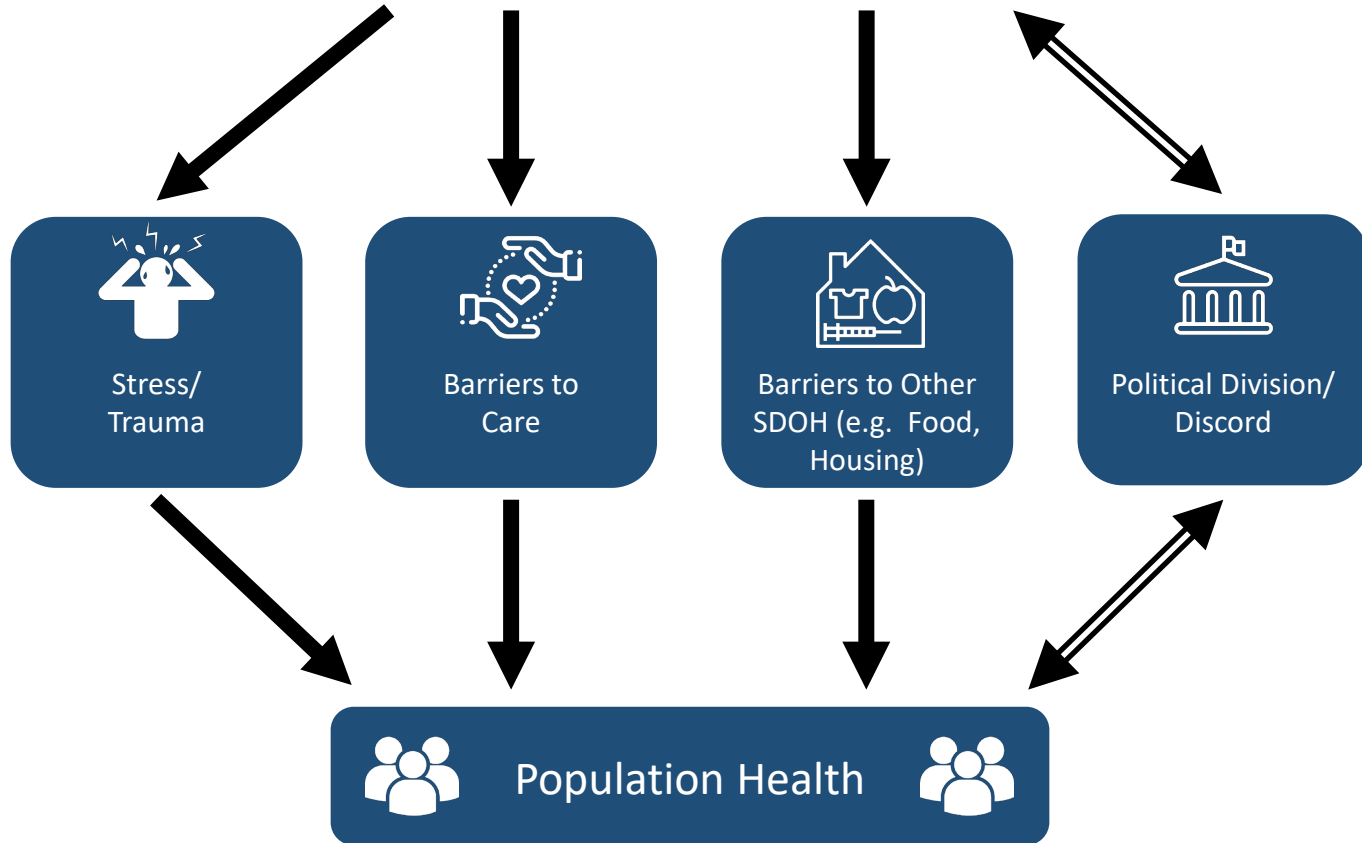 Stress/
Trauma
Barriers to
Care
Barriers to Other
SDOH (e.g. Food,
Housing)
Political Division/
Discord
Population Health